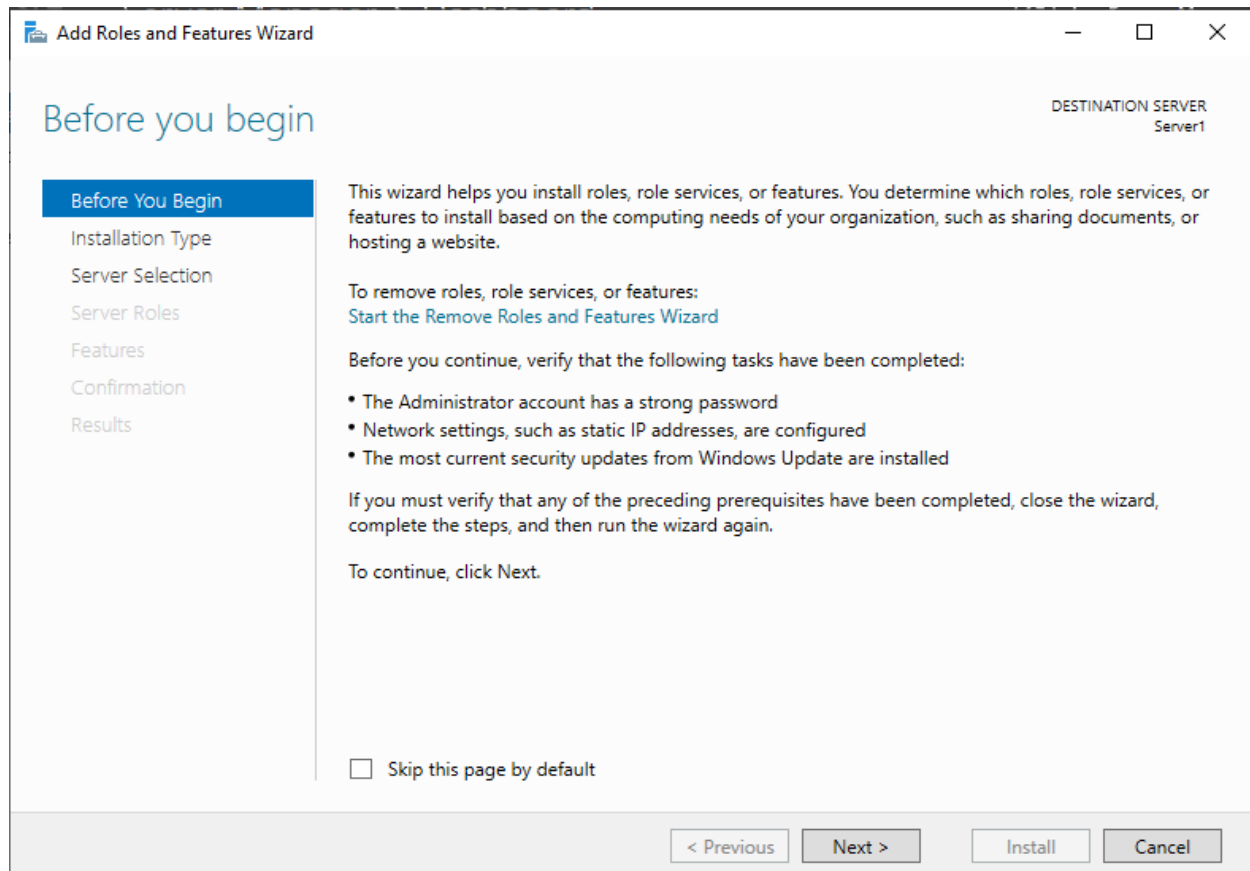 Add Roles and Features Wizard
Before you begin
DESTINATION SERVER
Server1
Before You Begin
Installation Type
Server Selection
Server Roles
Features
Confirmation
Results
This wizard helps you install roles, role services, or features. You determine which roles, role services, or
features to install based on the computing needs of your organization, such as sharing documents, or
hosting a website.
To remove roles, role services, or features:
Start the Remove Roles and Features Wizard
Before you continue, verify that the following tasks have been completed:
• The Administrator account has a strong password
• Network settings, such as static IP addresses, are configured
• The most current security updates from Windows Update are installed
If you must verify that any of the preceding prerequisites have been completed, close the wizard,
complete the steps, and then run the wizard again.
To continue, click Next.
Skip this page by default
< Previous
Next >
Install
Cancel